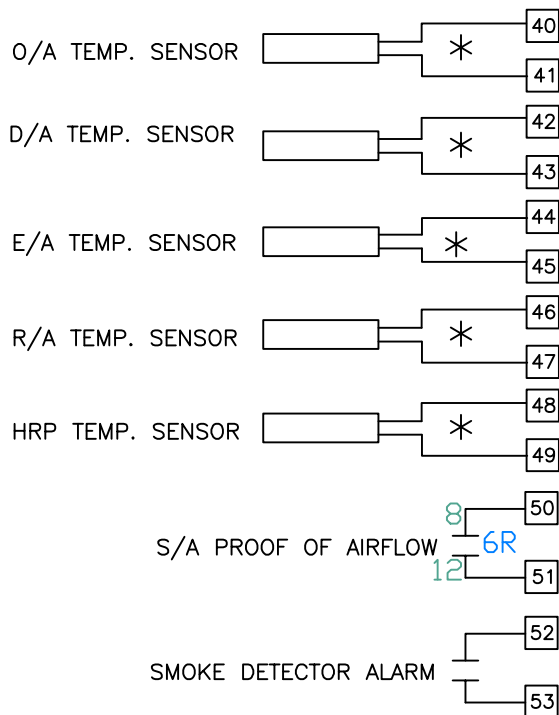 40
O/A TEMP. SENSOR *
41
42
D/A TEMP. SENSOR *
43
44
E/A TEMP. SENSOR *
45
46
R/A TEMP. SENSOR *
47
48
HRP TEMP. SENSOR *
49
50
8
S/A PROOF OF AIRFLOW 6R
12
51
52
SMOKE DETECTOR ALARM
53